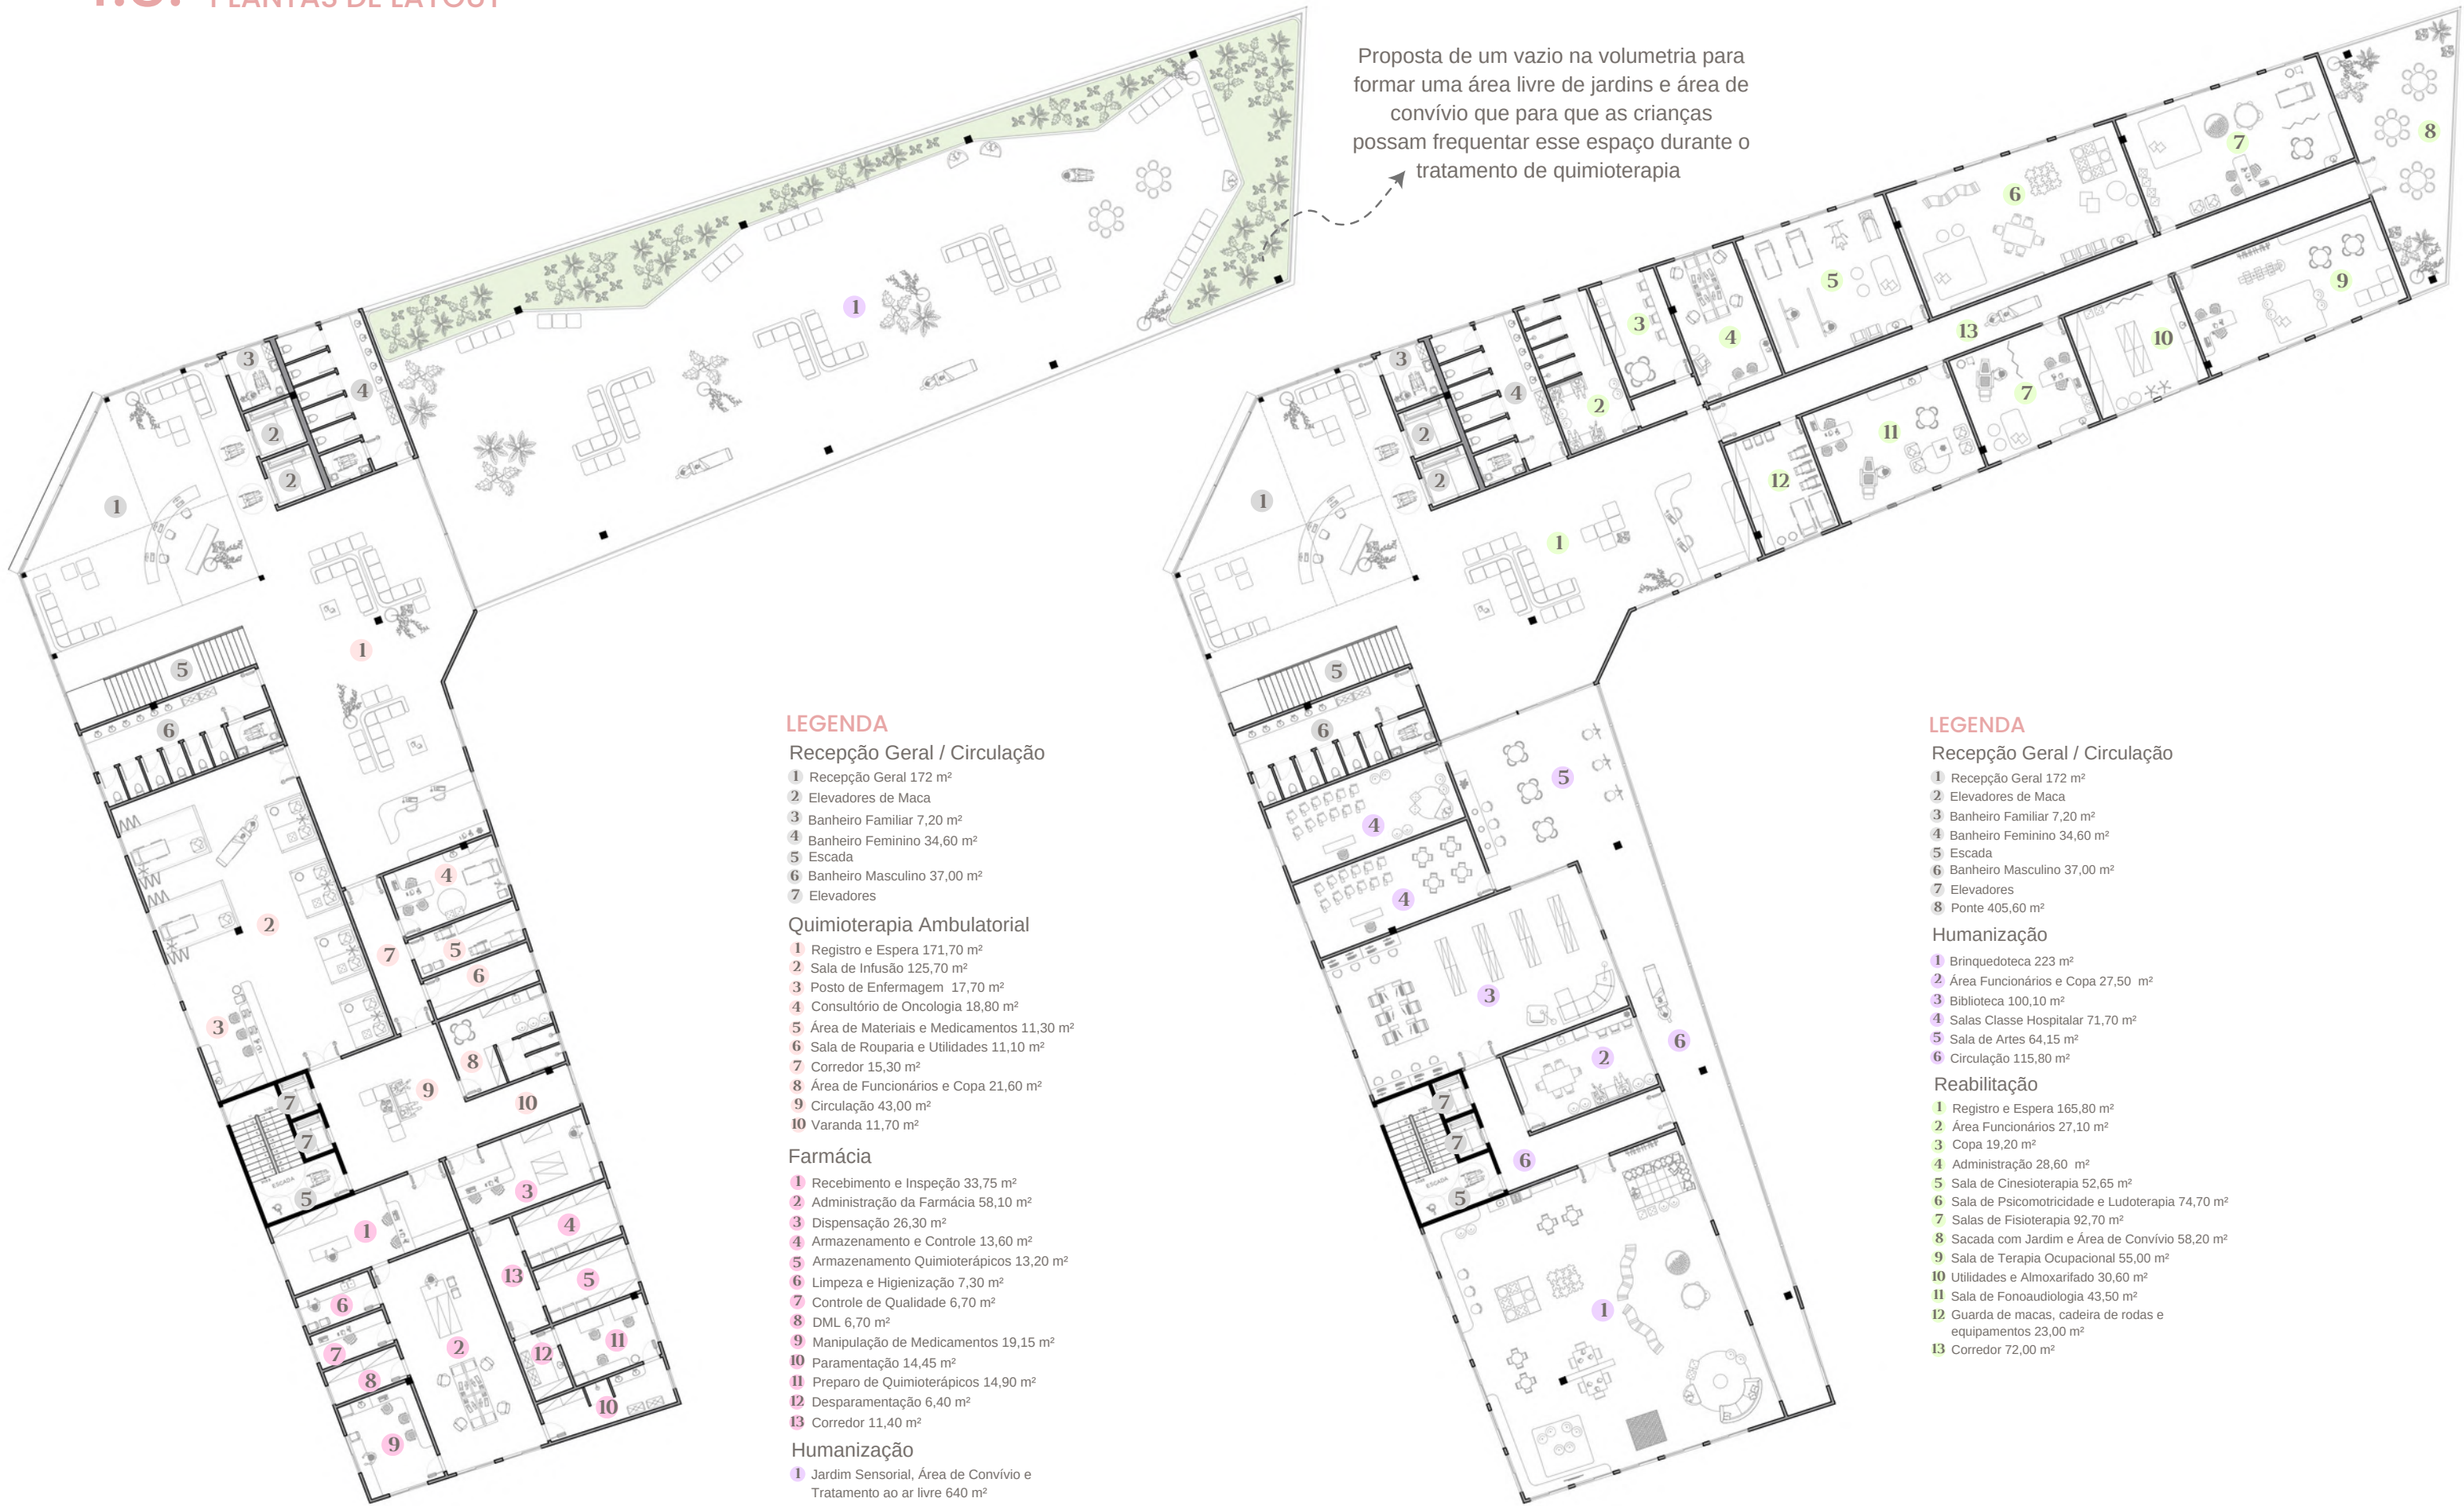 PLANTAS DE LAYOUT
Proposta de um vazio na volumetria para
formar uma área livre de jardins e área de
convívio que para que as crianças
possam frequentar esse espaço durante o
tratamento de quimioterapia
LEGENDA
Recepção Geral / Circulação
1 Recepção Geral 172 m²
2 Elevadores de Maca
3 Banheiro Familiar 7,20 m²
4 Banheiro Feminino 34,60 m²
5 Escada
6 Banheiro Masculino 37,00 m²
7 Elevadores
Quimioterapia Ambulatorial
1 Registro e Espera 171,70 m²
2 Sala de Infusão 125,70 m²
3 Posto de Enfermagem 17,70 m²
4 Consultório de Oncologia 18,80 m²
5 Área de Materiais e Medicamentos 11,30 m²
6 Sala de Rouparia e Utilidades 11,10 m²
7 Corredor 15,30 m²
8 Área de Funcionários e Copa 21,60 m²
9 Circulação 43,00 m²
10 Varanda 11,70 m²
Farmácia
1 Recebimento e Inspeção 33,75 m²
2 Administração da Farmácia 58,10 m²
3 Dispensação 26,30 m²
4 Armazenamento e Controle 13,60 m²
5 Armazenamento Quimioterápicos 13,20 m²
6 Limpeza e Higienização 7,30 m²
7 Controle de Qualidade 6,70 m²
8 DML 6,70 m²
9 Manipulação de Medicamentos 19,15 m²
10 Paramentação 14,45 m²
11 Preparo de Quimioterápicos 14,90 m²
12 Desparamentação 6,40 m²
13 Corredor 11,40 m²
Humanização
1 Jardim Sensorial, Área de Convívio e
Tratamento ao ar livre 640 m²
LEGENDA
Recepção Geral / Circulação
1 Recepção Geral 172 m²
2 Elevadores de Maca
3 Banheiro Familiar 7,20 m²
4 Banheiro Feminino 34,60 m²
5 Escada
6 Banheiro Masculino 37,00 m²
7 Elevadores
8 Ponte 405,60 m²
Humanização
1 Brinquedoteca 223 m²
2 Área Funcionários e Copa 27,50 m²
3 Biblioteca 100,10 m²
4 Salas Classe Hospitalar 71,70 m²
5 Sala de Artes 64,15 m²
6 Circulação 115,80 m²
Reabilitação
1 Registro e Espera 165,80 m²
2 Área Funcionários 27,10 m²
3 Copa 19,20 m²
4 Administração 28,60 m²
5 Sala de Cinesioterapia 52,65 m²
6 Sala de Psicomotricidade e Ludoterapia 74,70 m²
7 Salas de Fisioterapia 92,70 m²
8 Sacada com Jardim e Área de Convívio 58,20 m²
9 Sala de Terapia Ocupacional 55,00 m²
10 Utilidades e Almoxarifado 30,60 m²
11 Sala de Fonoaudiologia 43,50 m²
12 Guarda de macas, cadeira de rodas e
equipamentos 23,00 m²
13 Corredor 72,00 m²
ESCADA
ESCADA